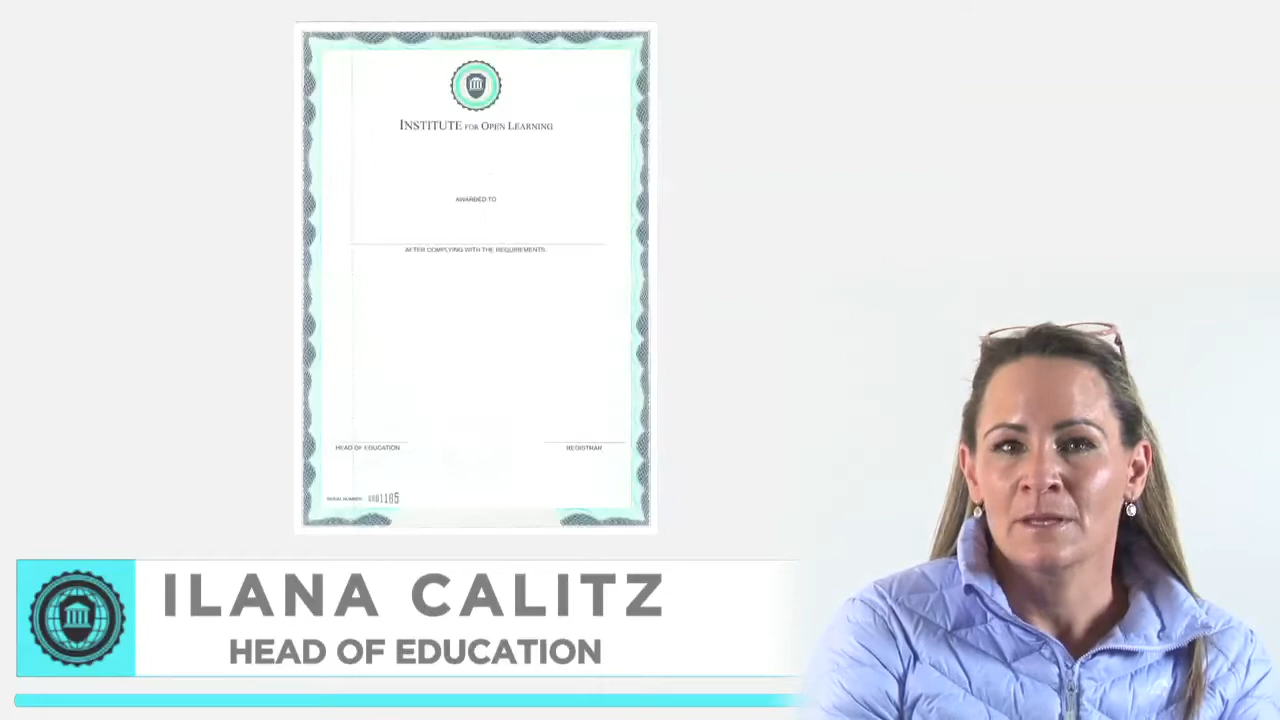 INSTITUTE FOR OPEN LEARNING
AWARDED TO
AFTER COMPLYING WITH THE REQUIREMENTS.
HEAD OF EDUCATION
REGISTRAR
SERIAL NUMBER:
ILANA CALITZ
HEAD OF EDUCATION